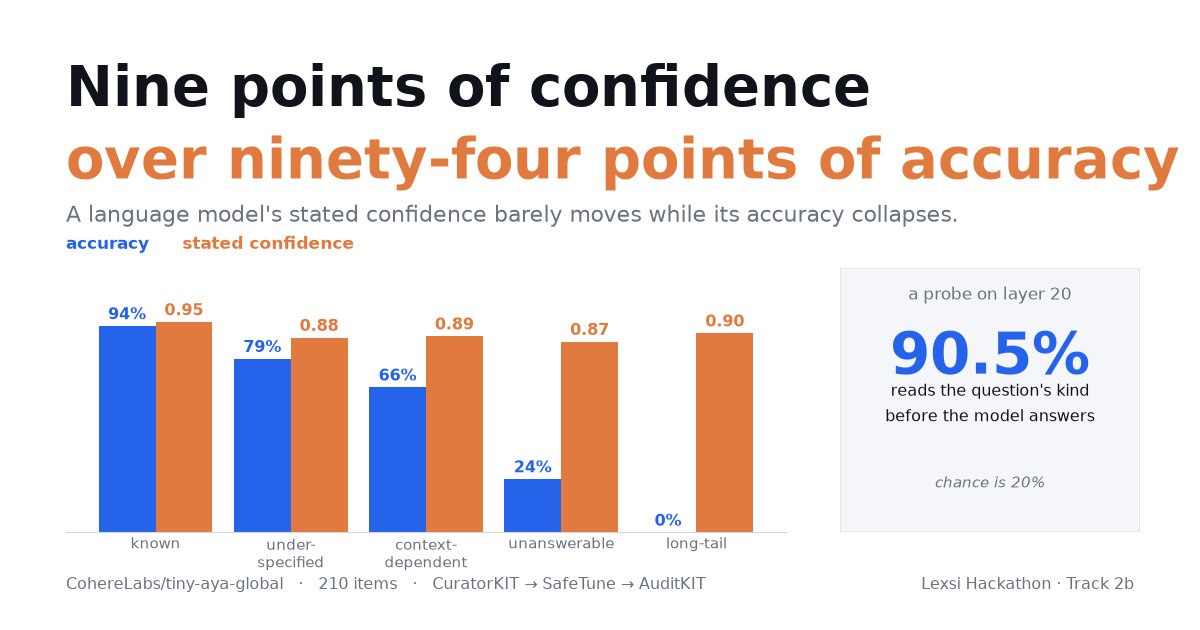 Nine points of confidence
over ninety-four points of accuracy
A language model's stated confidence barely moves while its accuracy collapses.
accuracy stated confidence
94% 0.95
79% 0.88
66% 0.89
24% 0.87
0% 0.90
known
under-
specified
context-
dependent
unanswerable
long-tail
a probe on layer 20
90.5%
reads the question's kind
before the model answers
chance is 20%
CohereLabs/tiny-aya-global · 210 items · CuratorKIT → SafeTune → AuditKIT
Lexsi Hackathon · Track 2b